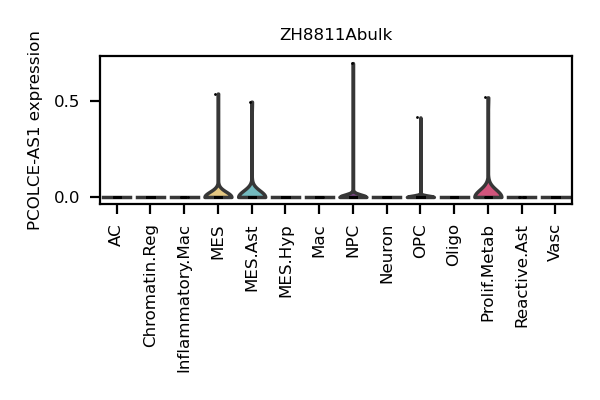 ZH8811Abulk
PCOLCE-AS1 expression
0.5
0.0
AC
Chromatin.Reg
Inflammatory.Mac
MES
MES.Ast
MES.Hyp
Mac
NPC
Neuron
OPC
Oligo
Prolif.Metab
Reactive.Ast
Vasc